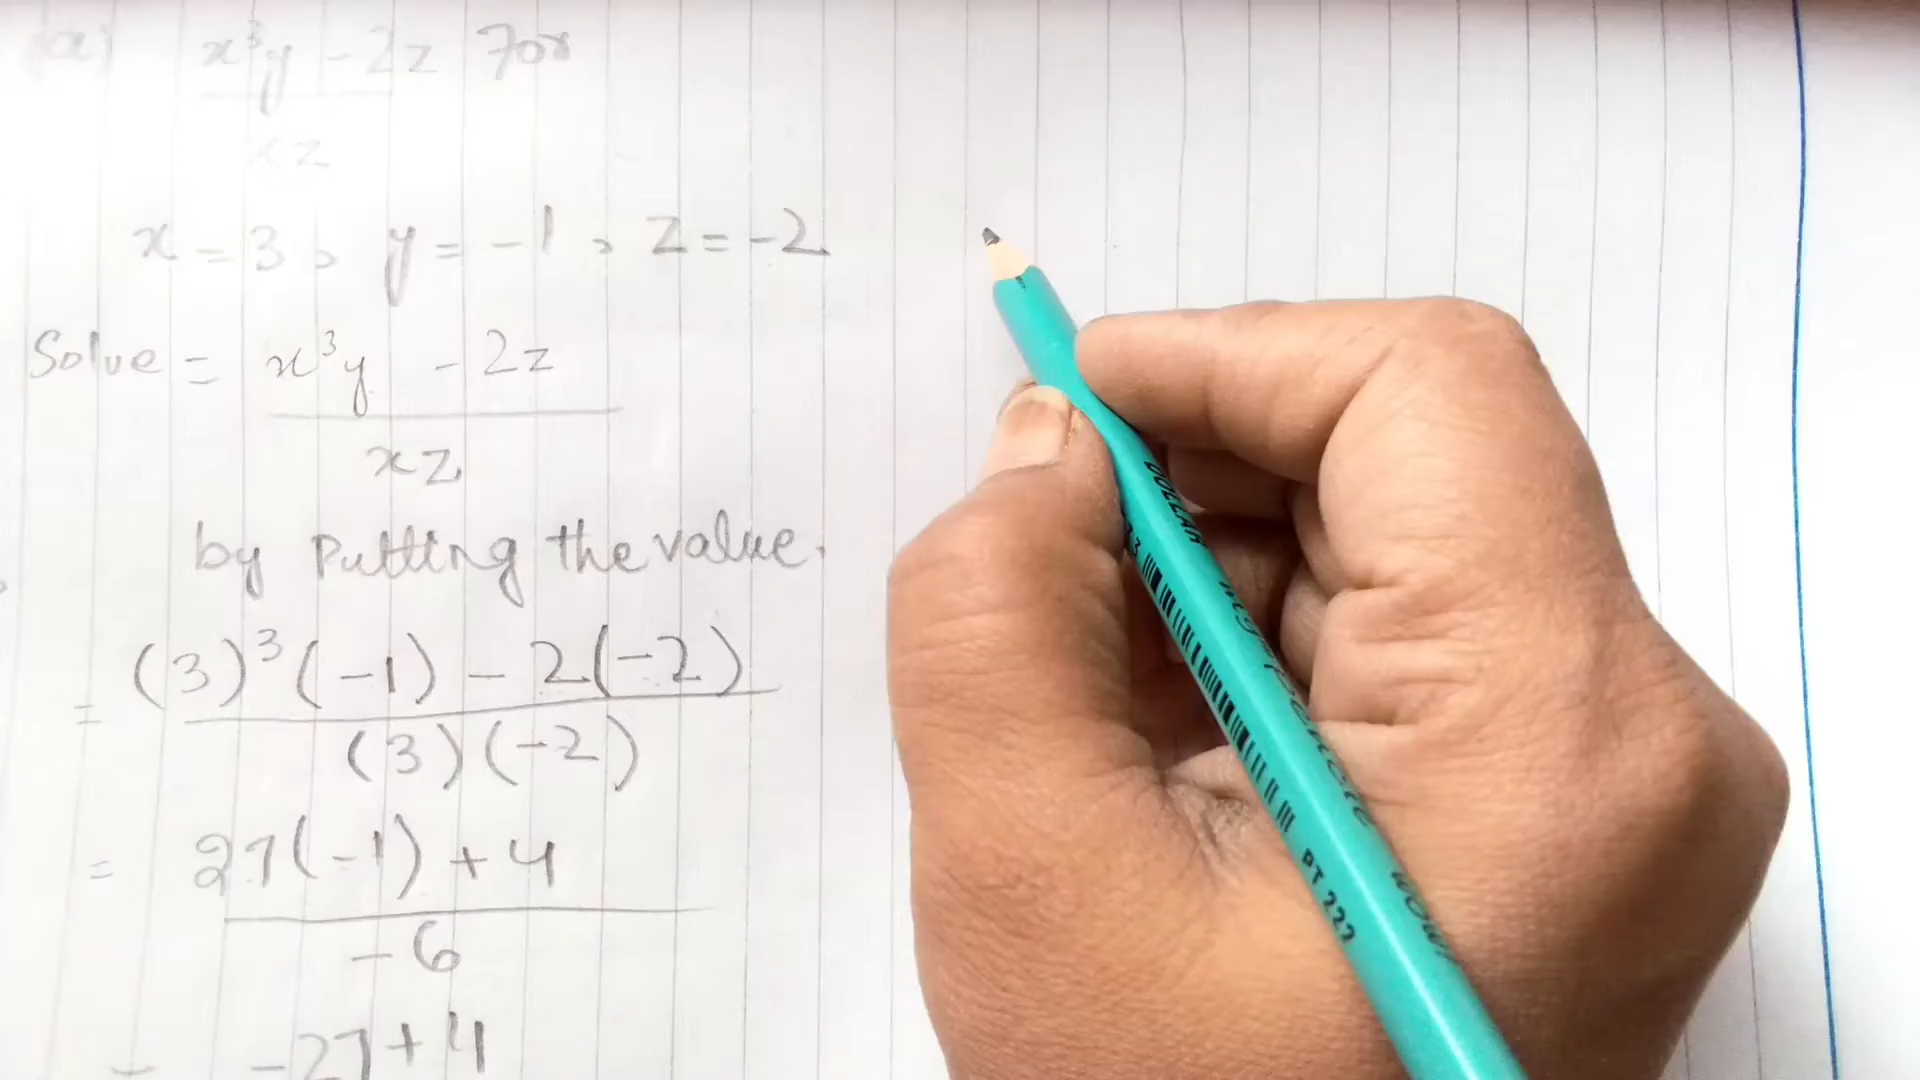 (a) x³y - 2z For
xz
x = 3, y = -1, z = -2
Solve = x³y - 2z
xz
by Putting the value.
= (3)³(-1) - 2(-2)
(3)(-2)
= 27(-1) + 4
-6
= -27 + 4
DOLLAR
PT 222